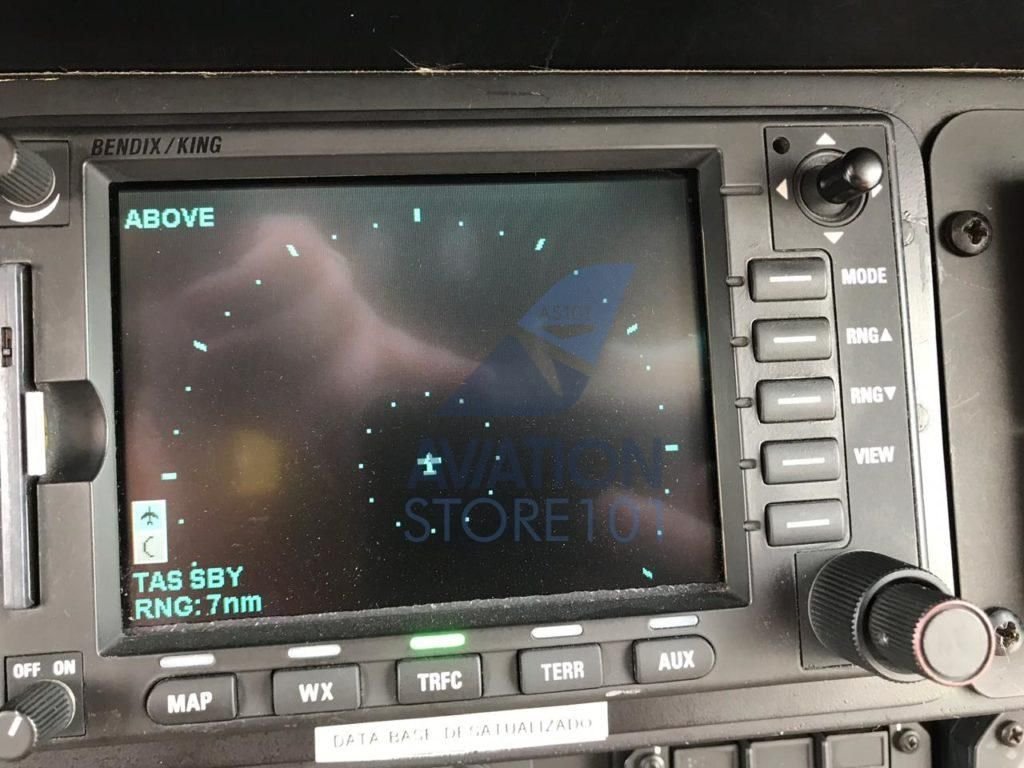 BENDIX/KING
ABOVE
MODE
RNG▲
RNG▼
VIEW
AS101
AVIATION
STORE101
TAS SBY
RNG: 7nm
OFF ON
MAP
WX
TRFC
TERR
AUX
DATA BASE DESATUALIZADO